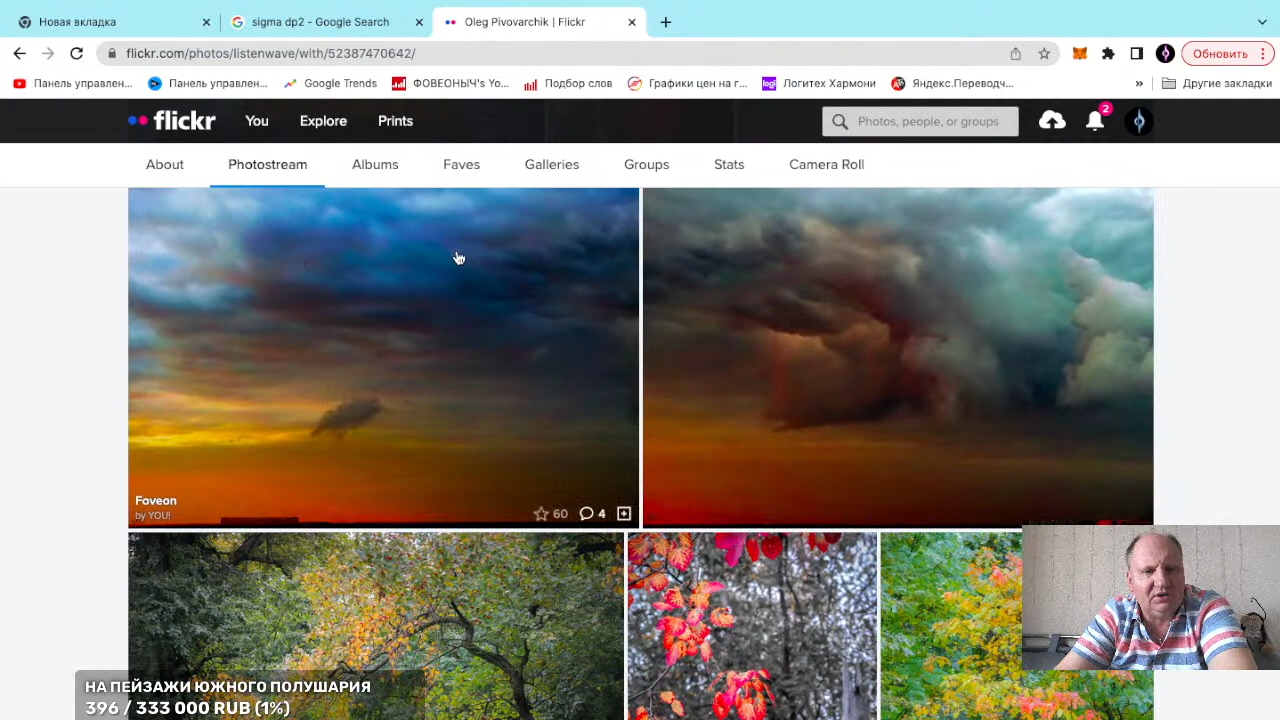 Новая вкладка
sigma dp2 - Google Search
Oleg Pivovarchik | Flickr
flickr.com/photos/listenwave/with/52387470642/
Обновить
Панель управлен...
Панель управлен...
Google Trends
ФОВЕОНЫЧ's Yo...
Подбор слов
Графики цен на г...
Логитех Хармони
Яндекс.Переводч...
»
Другие закладки
flickr
You
Explore
Prints
Photos, people, or groups
2
About
Photostream
Albums
Faves
Galleries
Groups
Stats
Camera Roll
Foveon
by YOU!
60
4
НА ПЕЙЗАЖИ ЮЖНОГО ПОЛУШАРИЯ
396 / 333 000 RUB (1%)